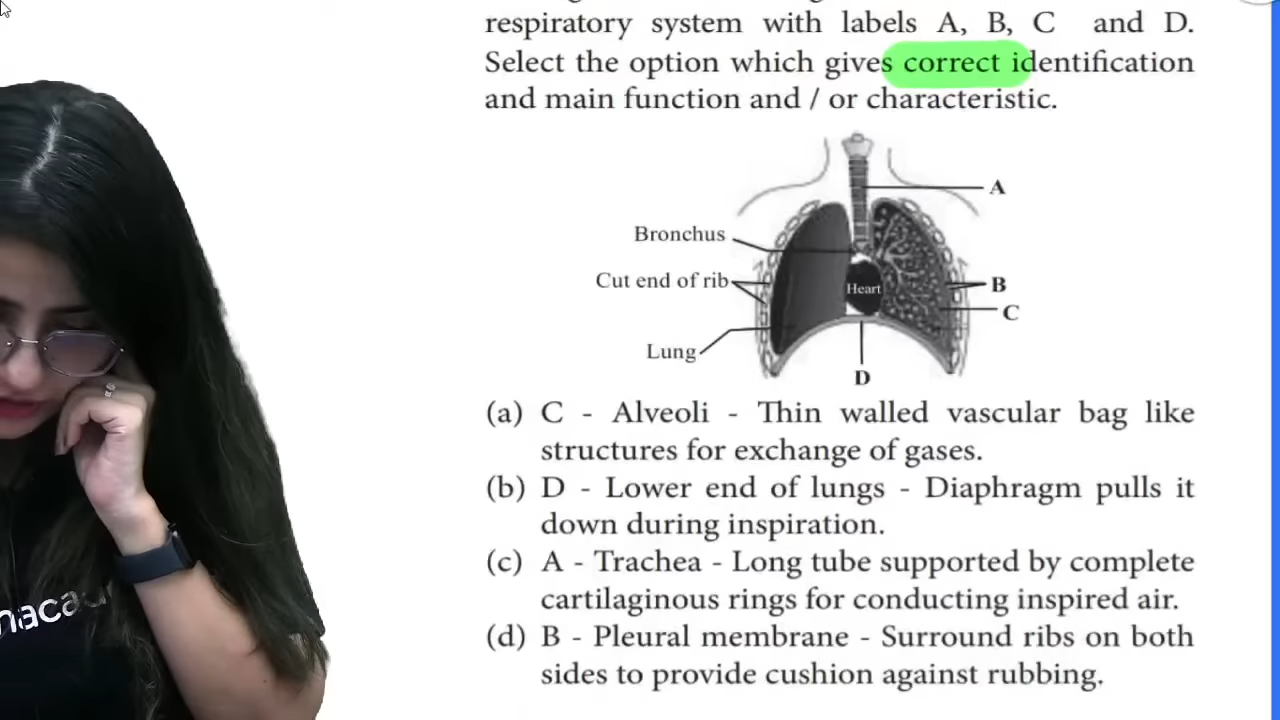 respiratory system with labels A, B, C and D.
Select the option which gives correct identification
and main function and / or characteristic.
A
Bronchus
Cut end of rib
Heart
B
C
Lung
D
(a) C - Alveoli - Thin walled vascular bag like
structures for exchange of gases.
(b) D - Lower end of lungs - Diaphragm pulls it
down during inspiration.
(c) A - Trachea - Long tube supported by complete
cartilaginous rings for conducting inspired air.
(d) B - Pleural membrane - Surround ribs on both
sides to provide cushion against rubbing.